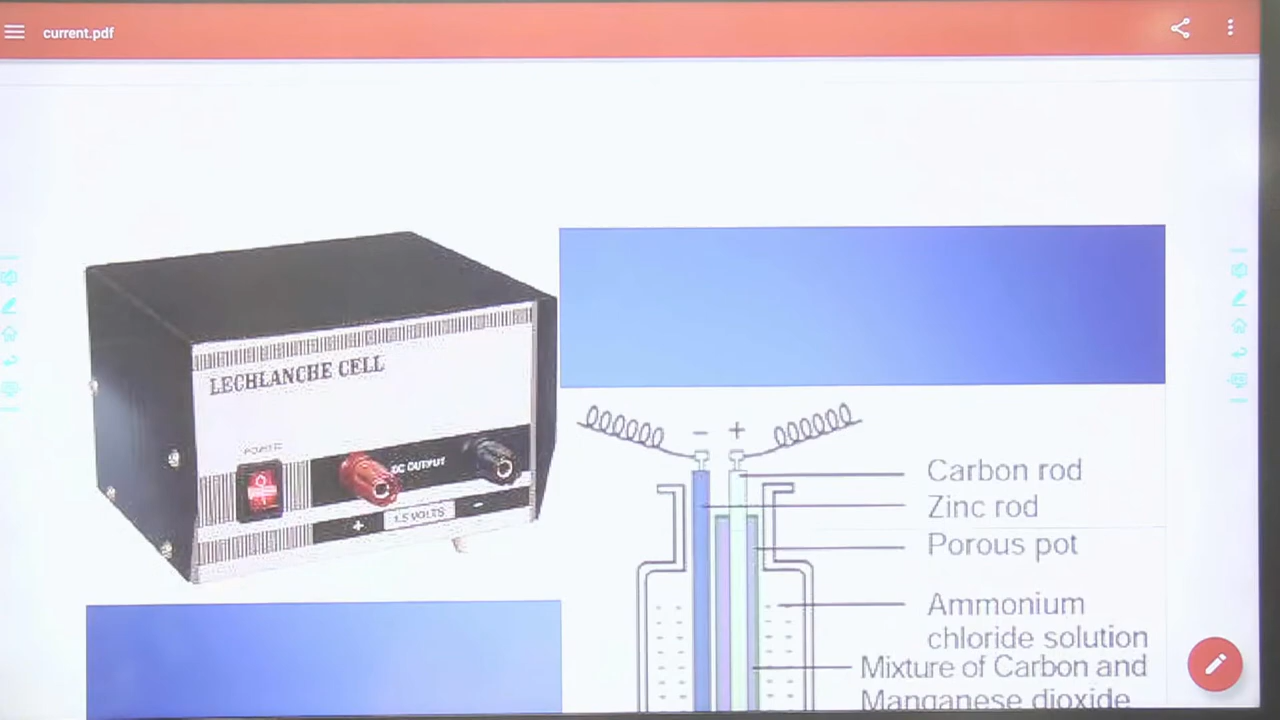 current.pdf
LECHLANCHE CELL
POWER
DC OUTPUT
1.5 VOLTS
+
-
- +
Carbon rod
Zinc rod
Porous pot
Ammonium
chloride solution
Mixture of Carbon and
Manganese dioxide